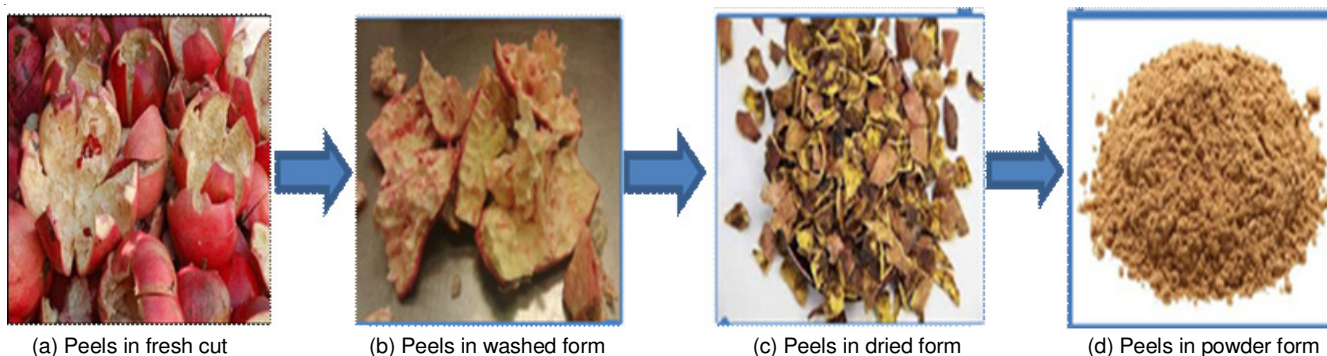 (a) Peels in fresh cut
(b) Peels in washed form
(c) Peels in dried form
(d) Peels in powder form